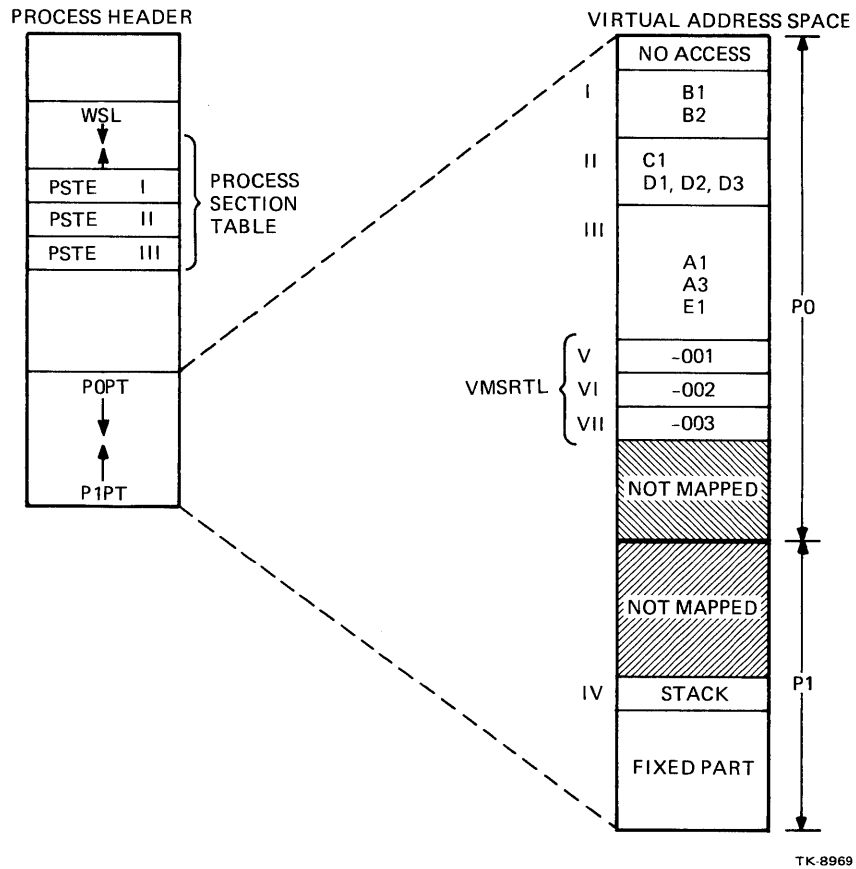 PROCESS HEADER
WSL
PSTE I
PSTE II
PSTE III
PROCESS
SECTION
TABLE
P0PT
P1PT
VIRTUAL ADDRESS SPACE
NO ACCESS
I
B1
B2
II
C1
D1, D2, D3
III
A1
A3
E1
P0
VMSRTL
V
-001
VI
-002
VII
-003
NOT MAPPED
NOT MAPPED
IV
STACK
P1
FIXED PART
TK-8969